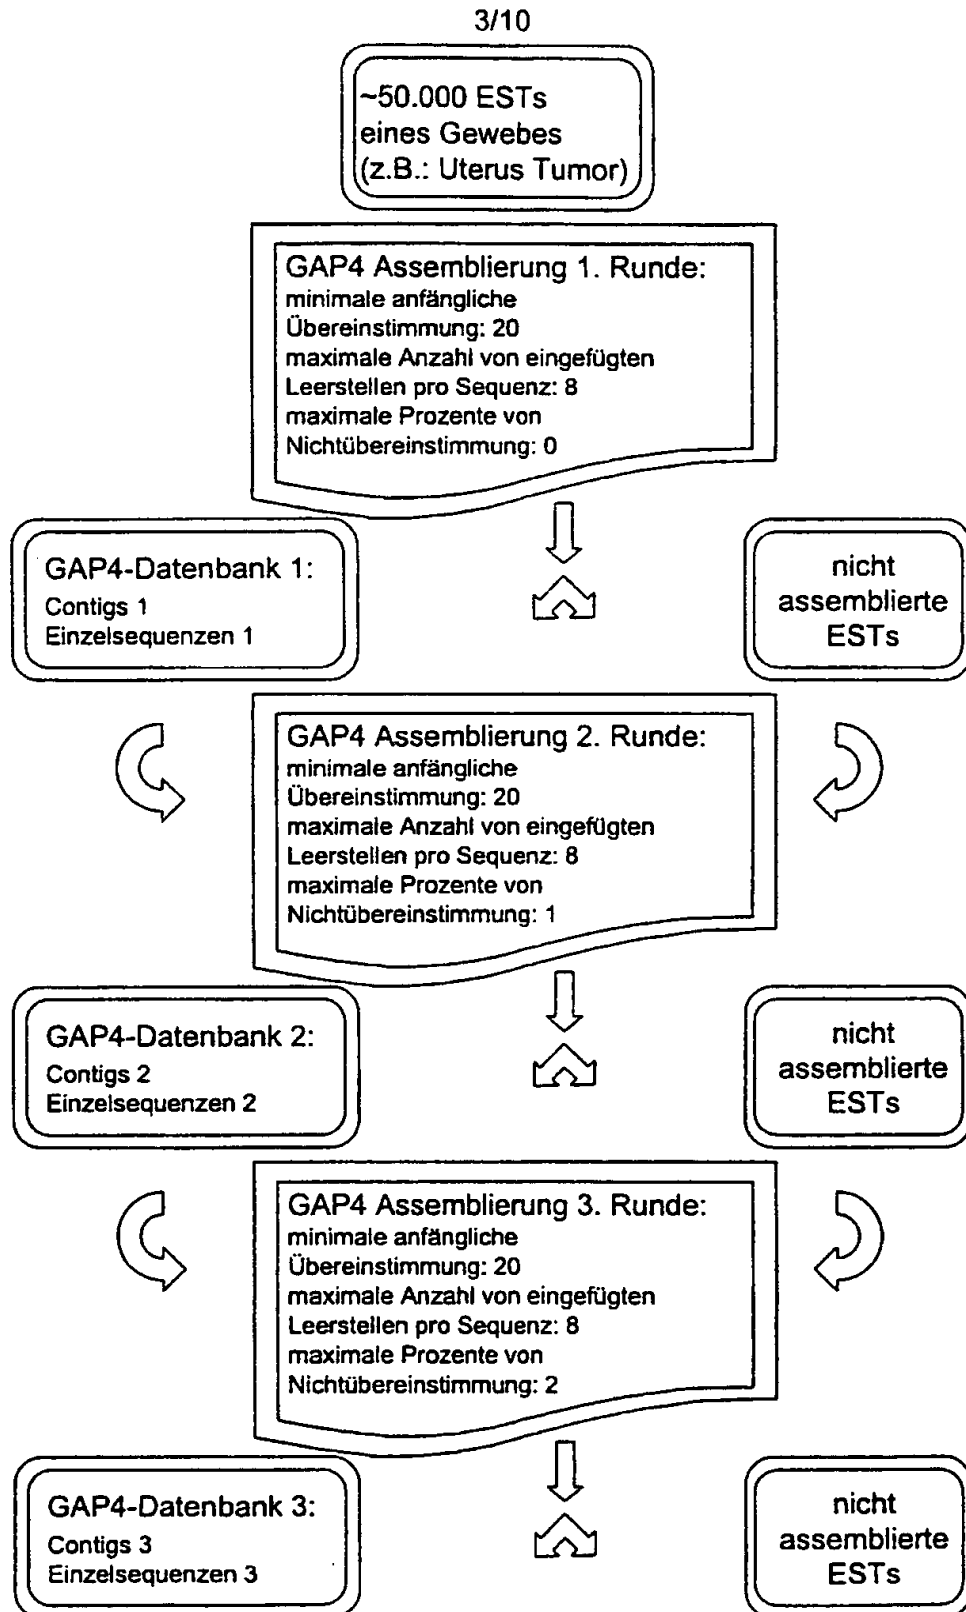 3/10
~50.000 ESTs
eines Gewebes
(z.B.: Uterus Tumor)
GAP4 Assemblierung 1. Runde:
minimale anfängliche
Übereinstimmung: 20
maximale Anzahl von eingefügten
Leerstellen pro Sequenz: 8
maximale Prozente von
Nichtübereinstimmung: 0
GAP4-Datenbank 1:
Contigs 1
Einzelsequenzen 1
nicht
assemblierte
ESTs
GAP4 Assemblierung 2. Runde:
minimale anfängliche
Übereinstimmung: 20
maximale Anzahl von eingefügten
Leerstellen pro Sequenz: 8
maximale Prozente von
Nichtübereinstimmung: 1
GAP4-Datenbank 2:
Contigs 2
Einzelsequenzen 2
nicht
assemblierte
ESTs
GAP4 Assemblierung 3. Runde:
minimale anfängliche
Übereinstimmung: 20
maximale Anzahl von eingefügten
Leerstellen pro Sequenz: 8
maximale Prozente von
Nichtübereinstimmung: 2
GAP4-Datenbank 3:
Contigs 3
Einzelsequenzen 3
nicht
assemblierte
ESTs